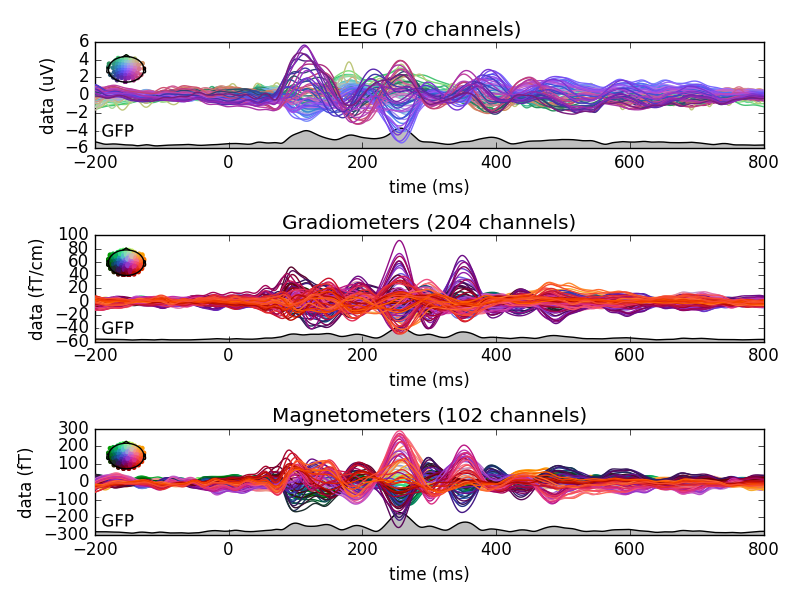 EEG (70 channels)
6
4
2
0
−2
−4
−6
data (uV)
GFP
−200 0 200 400 600 800
time (ms)
Gradiometers (204 channels)
100
80
60
40
20
0
−20
−40
−60
data (fT/cm)
GFP
−200 0 200 400 600 800
time (ms)
Magnetometers (102 channels)
300
200
100
0
−100
−200
−300
data (fT)
GFP
−200 0 200 400 600 800
time (ms)